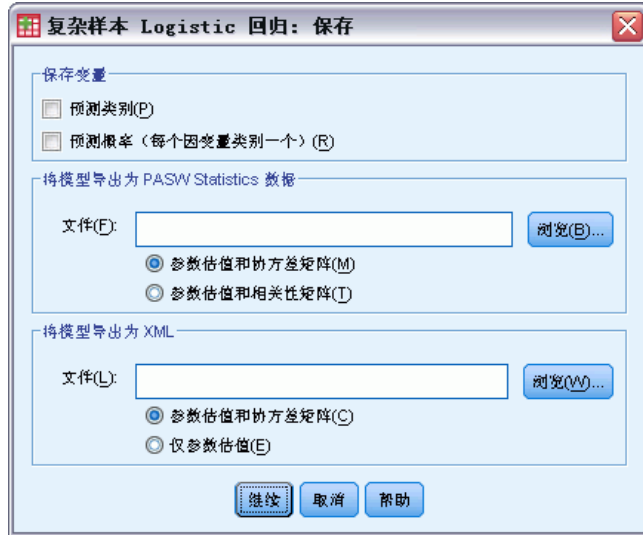 复杂样本 Logistic 回归: 保存
保存变量
预测类别(P)
预测概率（每个因变量类别一个）(R)
将模型导出为 PASW Statistics 数据
文件(F):
浏览(B)...
参数估值和协方差矩阵(M)
参数估值和相关性矩阵(T)
将模型导出为 XML
文件(L):
浏览(W)...
参数估值和协方差矩阵(C)
仅参数估值(E)
继续
取消
帮助